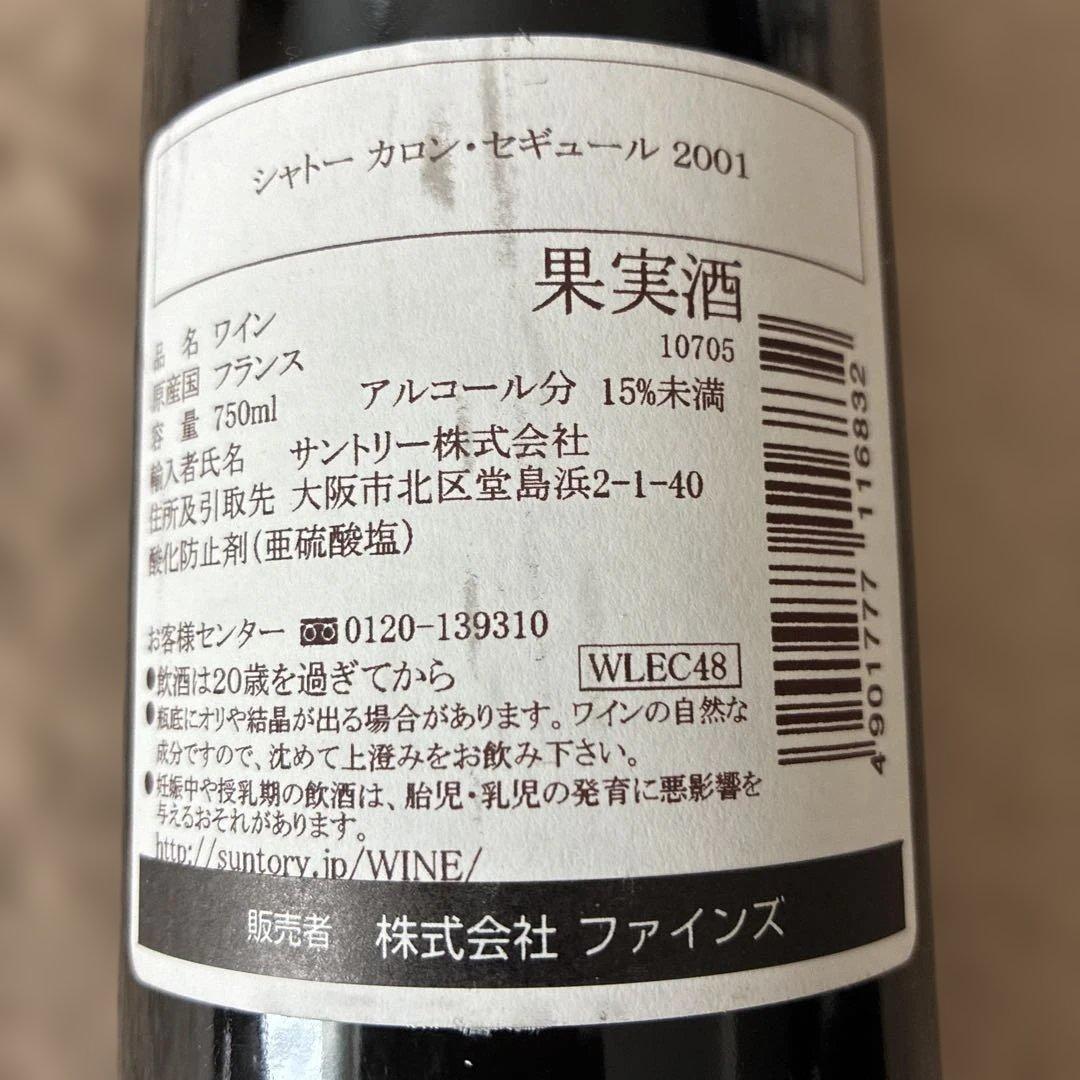 シャトー カロン・セギュール 2001
果実酒
10705
品 名 ワイン
原産国 フランス
容 量 750ml
アルコール分 15%未満
輸入者氏名 サントリー株式会社
住所及引取先 大阪市北区堂島浜2-1-40
酸化防止剤(亜硫酸塩)
お客様センター 0120-139310
WLEC48
●飲酒は20歳を過ぎてから
●瓶底にオリや結晶が出る場合があります。ワインの自然な
成分ですので、沈めて上澄みをお飲み下さい。
●妊娠中や授乳期の飲酒は、胎児・乳児の発育に悪影響を
与えるおそれがあります。
http://suntory.jp/WINE/
販売者 株式会社 ファインズ
4 901777 116832